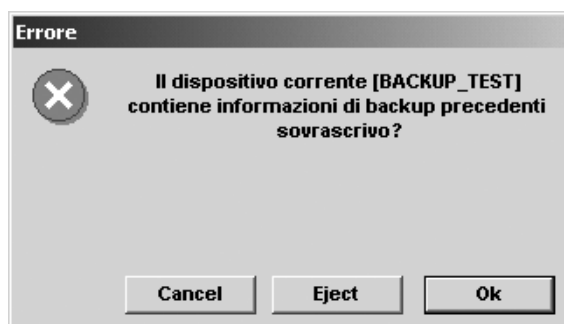 Errore
Il dispositivo corrente [BACKUP_TEST]
contiene informazioni di backup precedenti
sovrascrivo?
Cancel Eject Ok